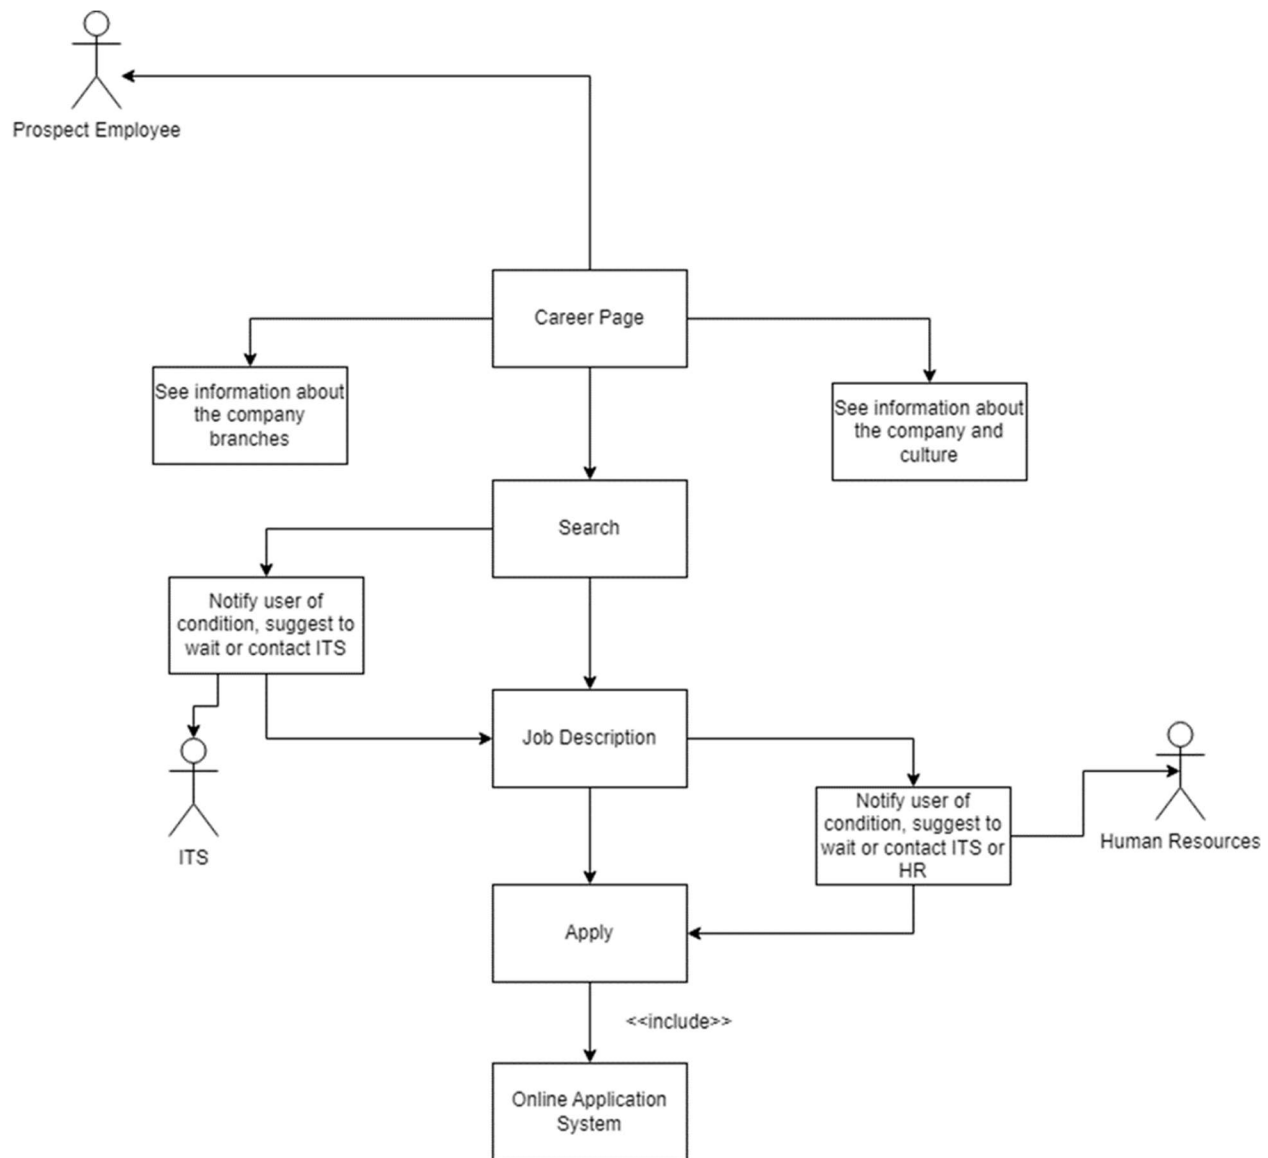 Prospect Employee
Career Page
See information about
the company
branches
See information about
the company and
culture
Search
Notify user of
condition, suggest to
wait or contact ITS
Job Description
ITS
Notify user of
condition, suggest to
wait or contact ITS or
HR
Human Resources
Apply
<<include>>
Online Application
System